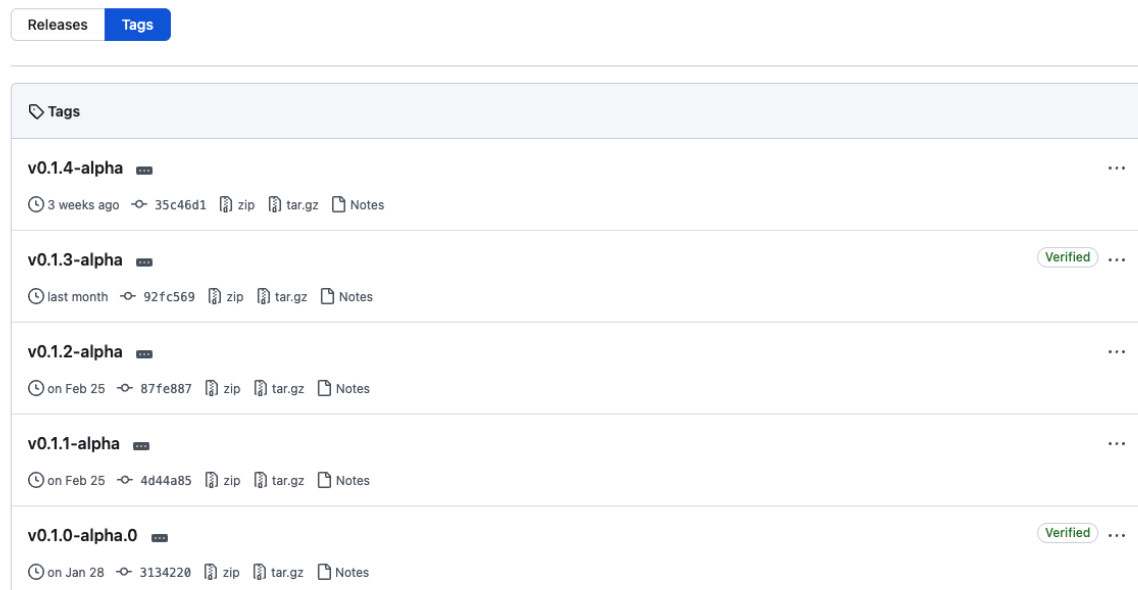 Releases Tags
Tags
v0.1.4-alpha
3 weeks ago 35c46d1 zip tar.gz Notes
v0.1.3-alpha Verified
last month 92fc569 zip tar.gz Notes
v0.1.2-alpha
on Feb 25 87fe887 zip tar.gz Notes
v0.1.1-alpha
on Feb 25 4d44a85 zip tar.gz Notes
v0.1.0-alpha.0 Verified
on Jan 28 3134220 zip tar.gz Notes